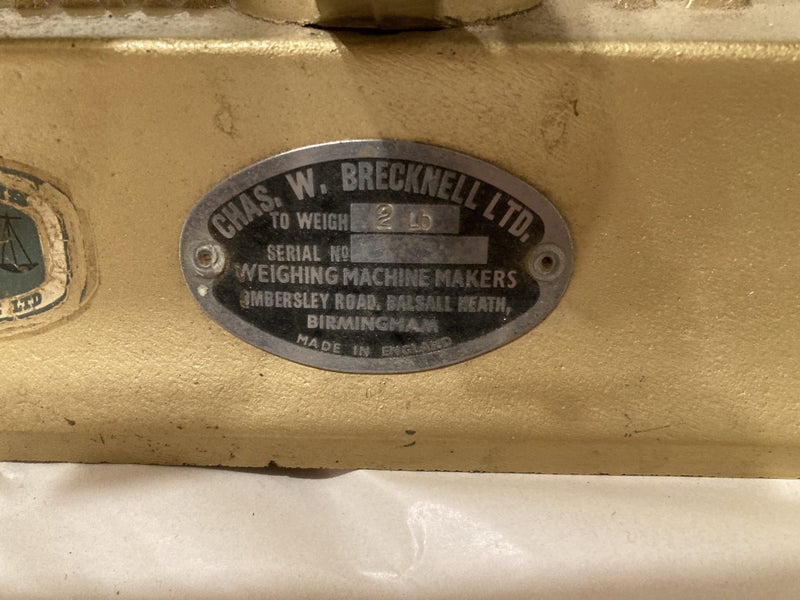 CHAS. W. BRECKNELL LTD.
TO WEIGH 2 LB
SERIAL NO
WEIGHING MACHINE MAKERS
OMBERSLEY ROAD, BALSALL HEATH,
BIRMINGHAM
MADE IN ENGLAND
LTD